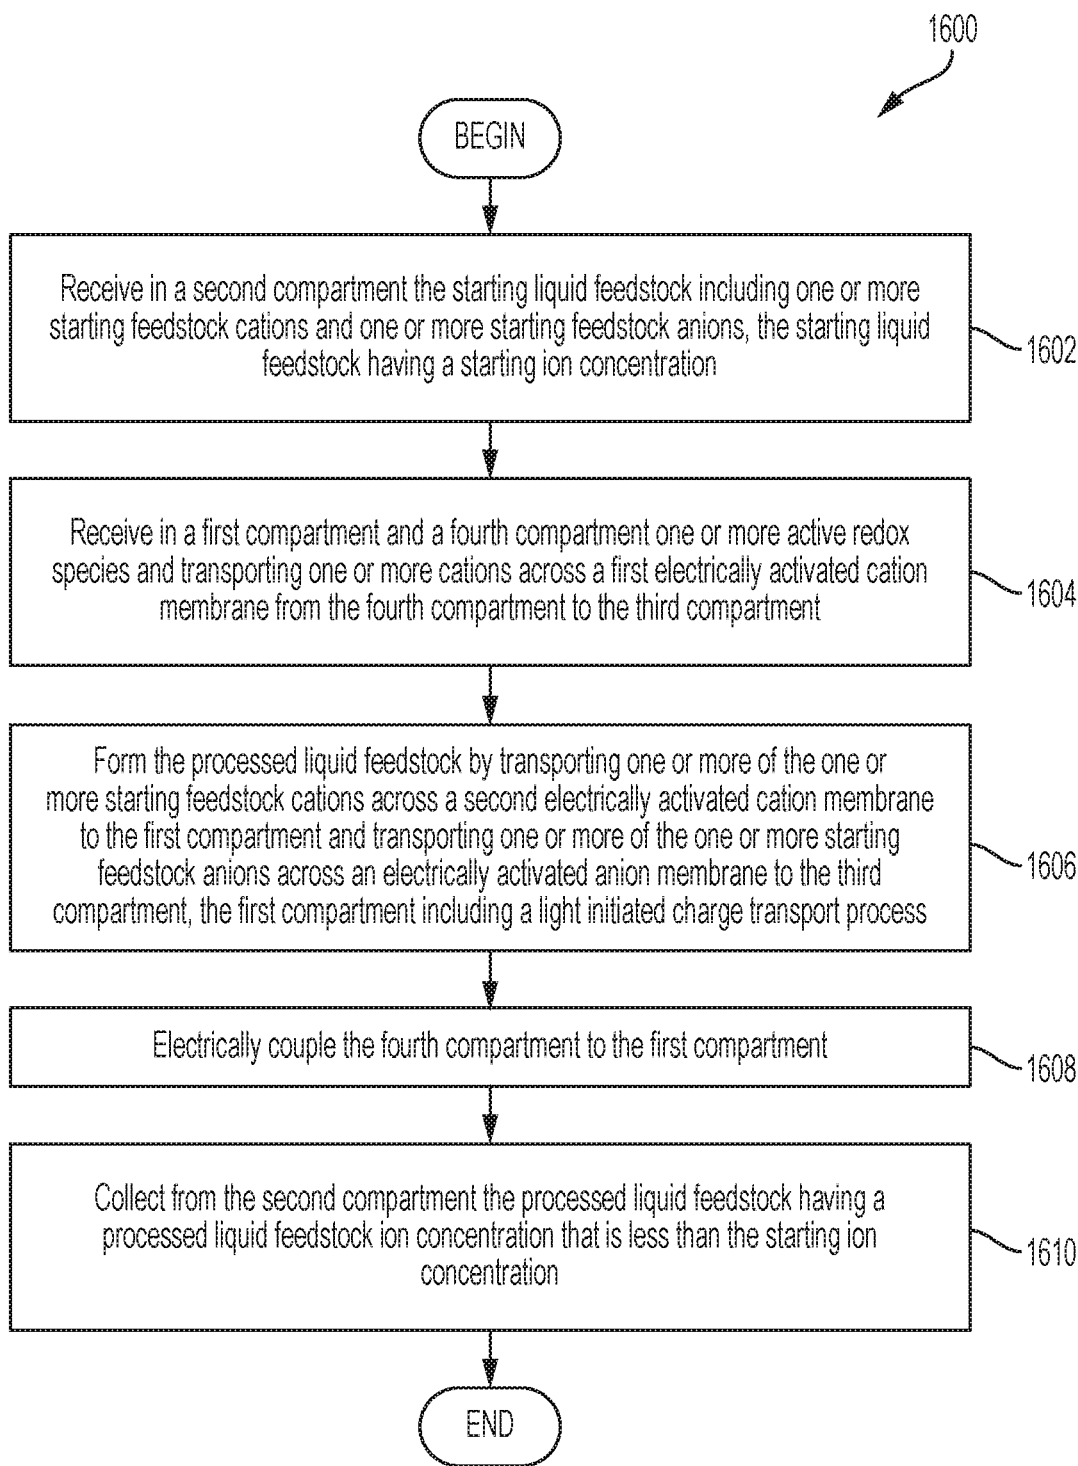 1600
BEGIN
Receive in a second compartment the starting liquid feedstock including one or more
starting feedstock cations and one or more starting feedstock anions, the starting liquid
feedstock having a starting ion concentration
1602
Receive in a first compartment and a fourth compartment one or more active redox
species and transporting one or more cations across a first electrically activated cation
membrane from the fourth compartment to the third compartment
1604
Form the processed liquid feedstock by transporting one or more of the one or
more starting feedstock cations across a second electrically activated cation membrane
to the first compartment and transporting one or more of the one or more starting
feedstock anions across an electrically activated anion membrane to the third
compartment, the first compartment including a light initiated charge transport process
1606
Electrically couple the fourth compartment to the first compartment
1608
Collect from the second compartment the processed liquid feedstock having a
processed liquid feedstock ion concentration that is less than the starting ion
concentration
1610
END